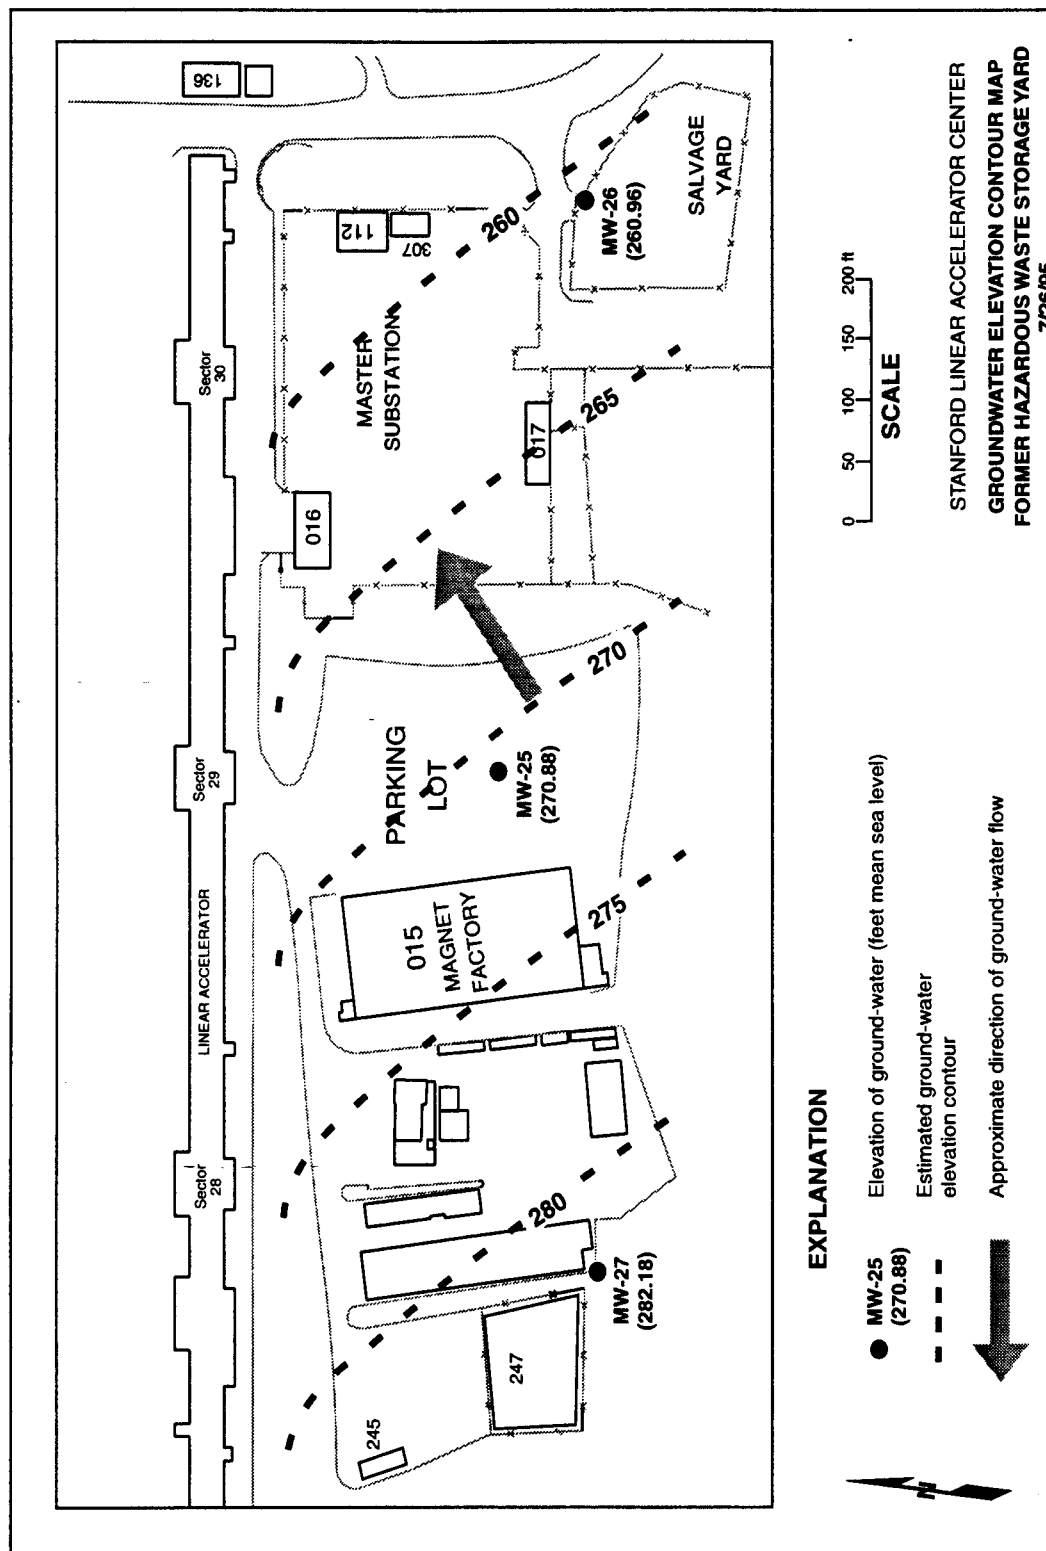 136
Sector
30
112
307
260
MASTER
SUBSTATION
MW-26
(260.96)
SALVAGE
YARD
016
017
265
Sector
29
PARKING
LOT
270
MW-25
(270.88)
LINEAR ACCELERATOR
015
MAGNET
FACTORY
275
Sector
28
280
MW-27
(282.18)
245
247
0 50 100 150 200 ft
SCALE
EXPLANATION
MW-25
(270.88)
Elevation of ground-water (feet mean sea level)
Estimated ground-water
elevation contour
Approximate direction of ground-water flow
N
STANFORD LINEAR ACCELERATOR CENTER
GROUNDWATER ELEVATION CONTOUR MAP
FORMER HAZARDOUS WASTE STORAGE YARD
7/26/95